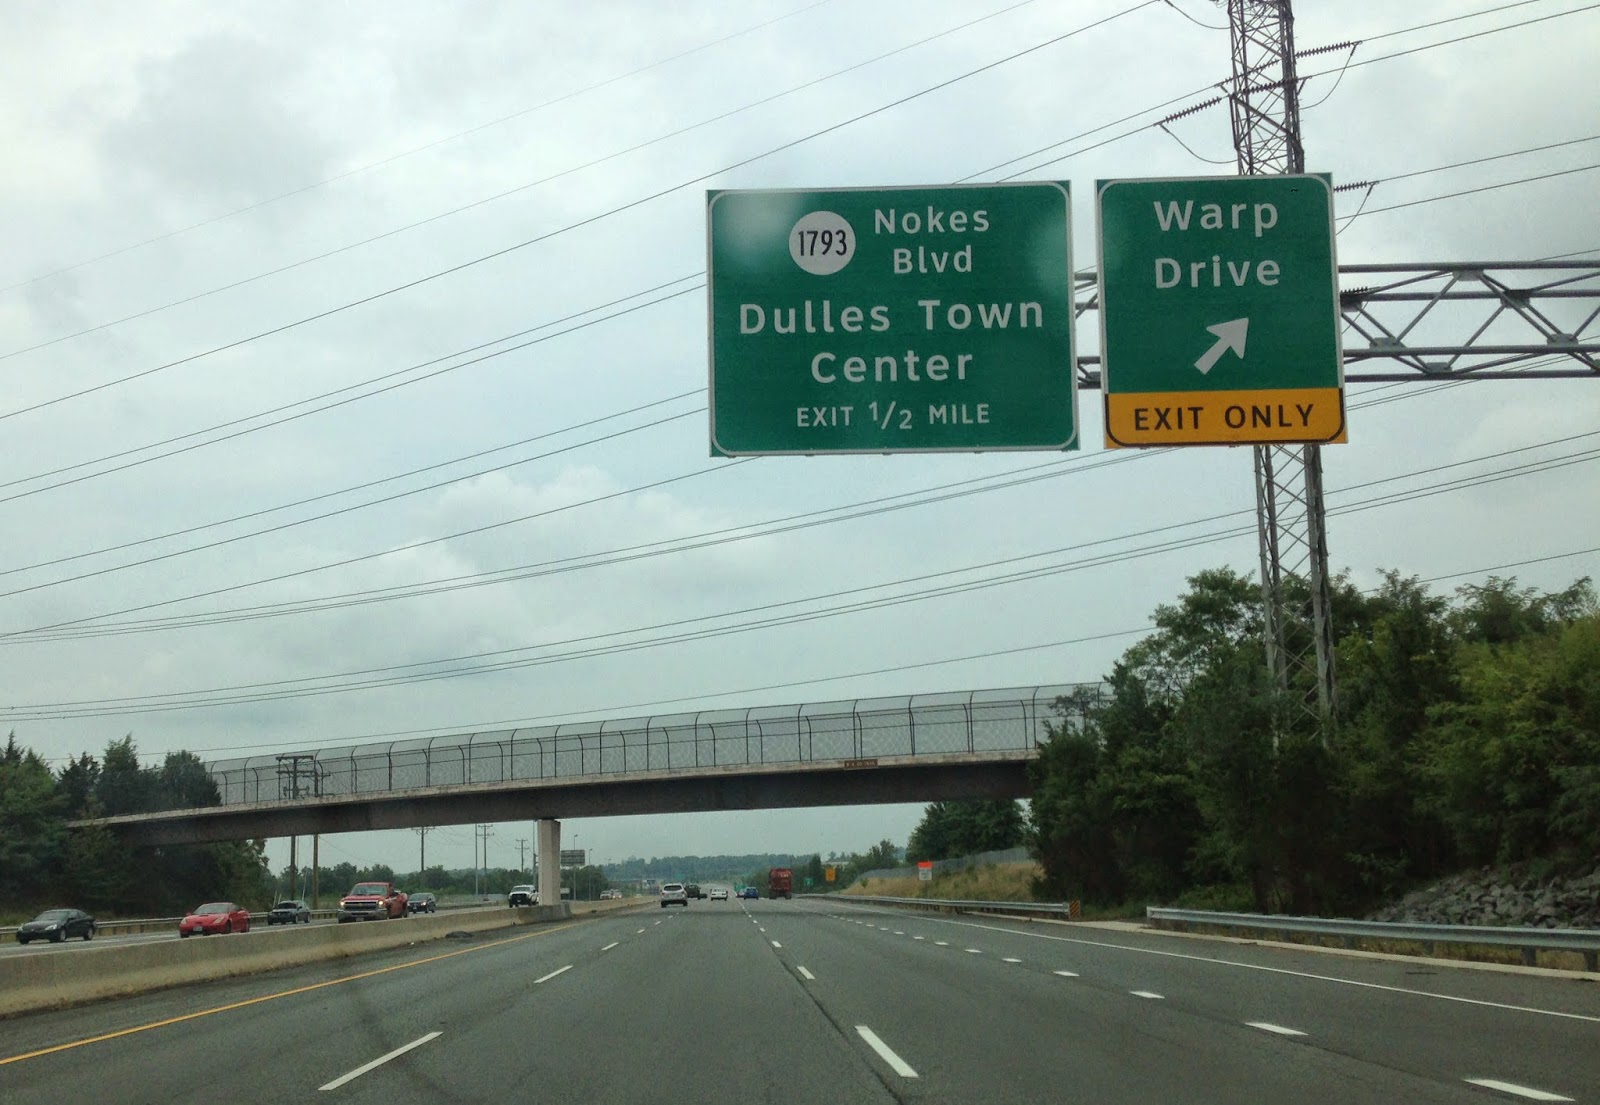 1793
Nokes
Blvd
Dulles Town
Center
EXIT 1/2 MILE
Warp
Drive
EXIT ONLY